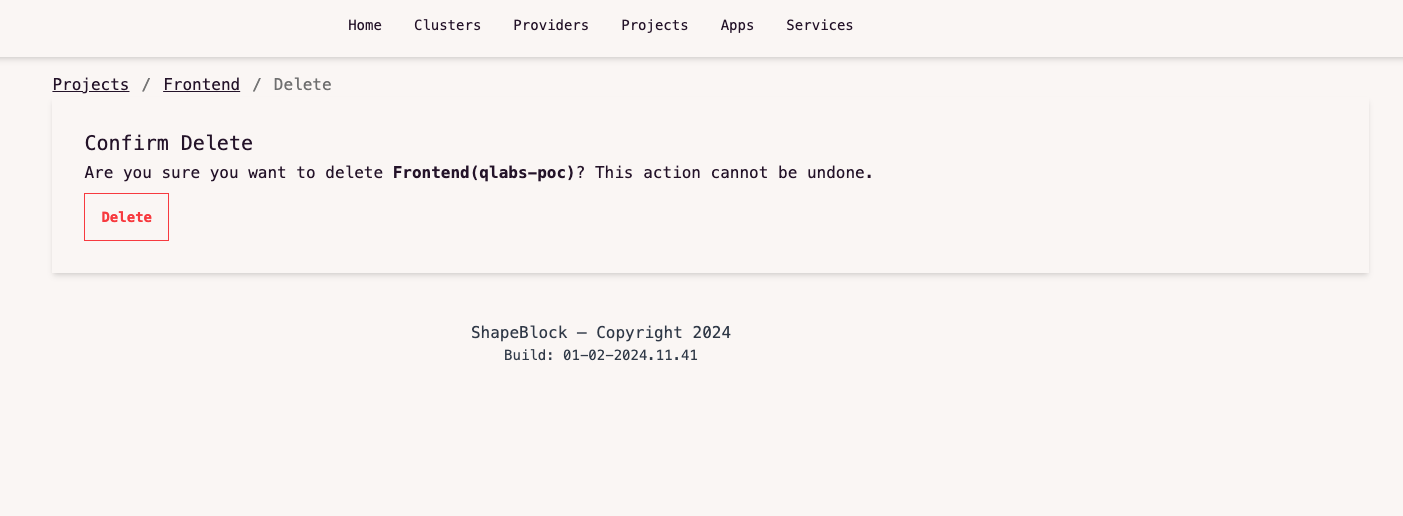 Home Clusters Providers Projects Apps Services
Projects / Frontend / Delete
Confirm Delete
Are you sure you want to delete Frontend(qlabs-poc)? This action cannot be undone.
Delete
ShapeBlock — Copyright 2024
Build: 01-02-2024.11.41